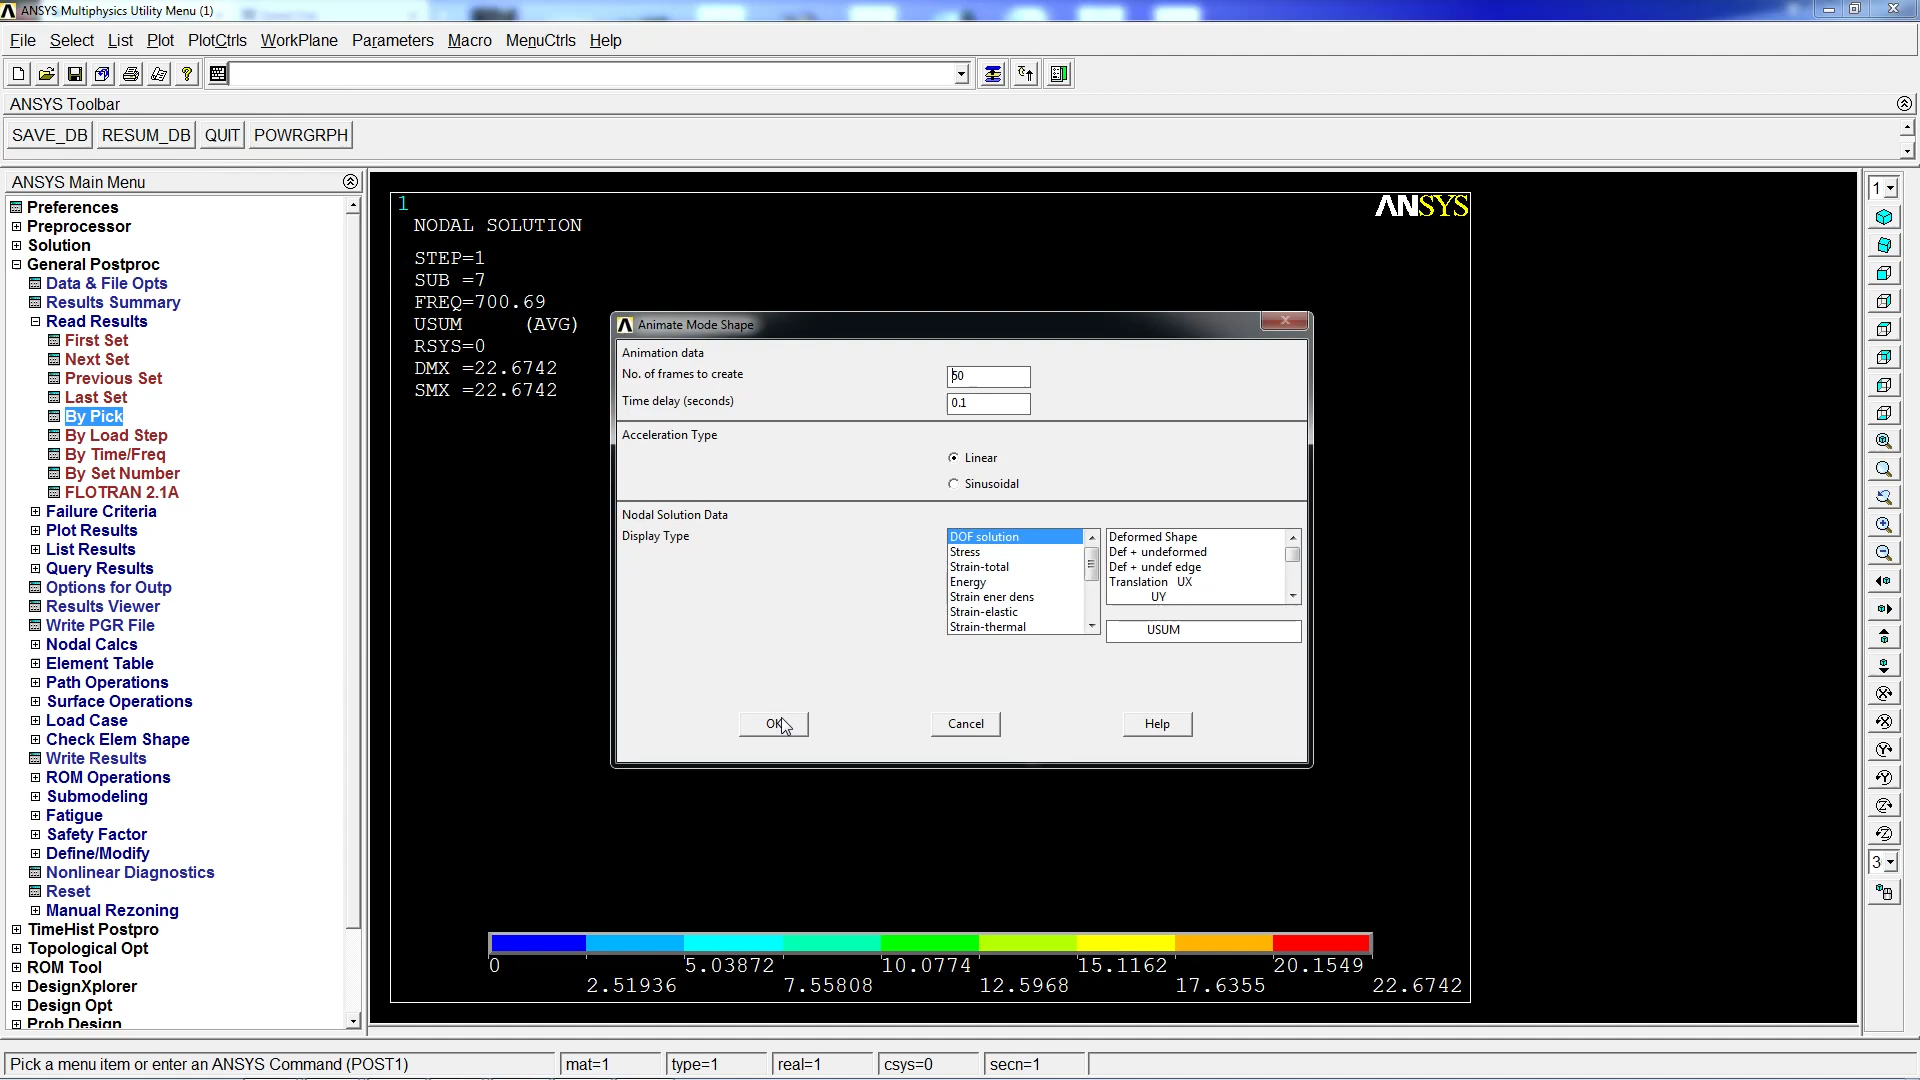 ANSYS Multiphysics Utility Menu (1)
File Select List Plot PlotCtrls WorkPlane Parameters Macro MenuCtrls Help
ANSYS Toolbar
SAVE_DB RESUM_DB QUIT POWRGRPH
ANSYS Main Menu
Preferences
Preprocessor
Solution
General Postproc
Data & File Opts
Results Summary
Read Results
First Set
Next Set
Previous Set
Last Set
By Pick
By Load Step
By Time/Freq
By Set Number
FLOTRAN 2.1A
Failure Criteria
Plot Results
List Results
Query Results
Options for Outp
Results Viewer
Write PGR File
Nodal Calcs
Element Table
Path Operations
Surface Operations
Load Case
Check Elem Shape
Write Results
ROM Operations
Submodeling
Fatigue
Safety Factor
Define/Modify
Nonlinear Diagnostics
Reset
Manual Rezoning
TimeHist Postpro
Topological Opt
ROM Tool
DesignXplorer
Design Opt
Prob Design
1
ANSYS
NODAL SOLUTION
STEP=1
SUB =7
FREQ=700.69
USUM (AVG)
RSYS=0
DMX =22.6742
SMX =22.6742
Animate Mode Shape
Animation data
No. of frames to create 50
Time delay (seconds) 0.1
Acceleration Type
Linear
Sinusoidal
Nodal Solution Data
Display Type
DOF solution
Stress
Strain-total
Energy
Strain ener dens
Strain-elastic
Strain-thermal
Deformed Shape
Def + undeformed
Def + undef edge
Translation UX
UY
USUM
OK Cancel Help
0 5.03872 10.0774 15.1162 20.1549
2.51936 7.55808 12.5968 17.6355 22.6742
1
3
Pick a menu item or enter an ANSYS Command (POST1) mat=1 type=1 real=1 csys=0 secn=1